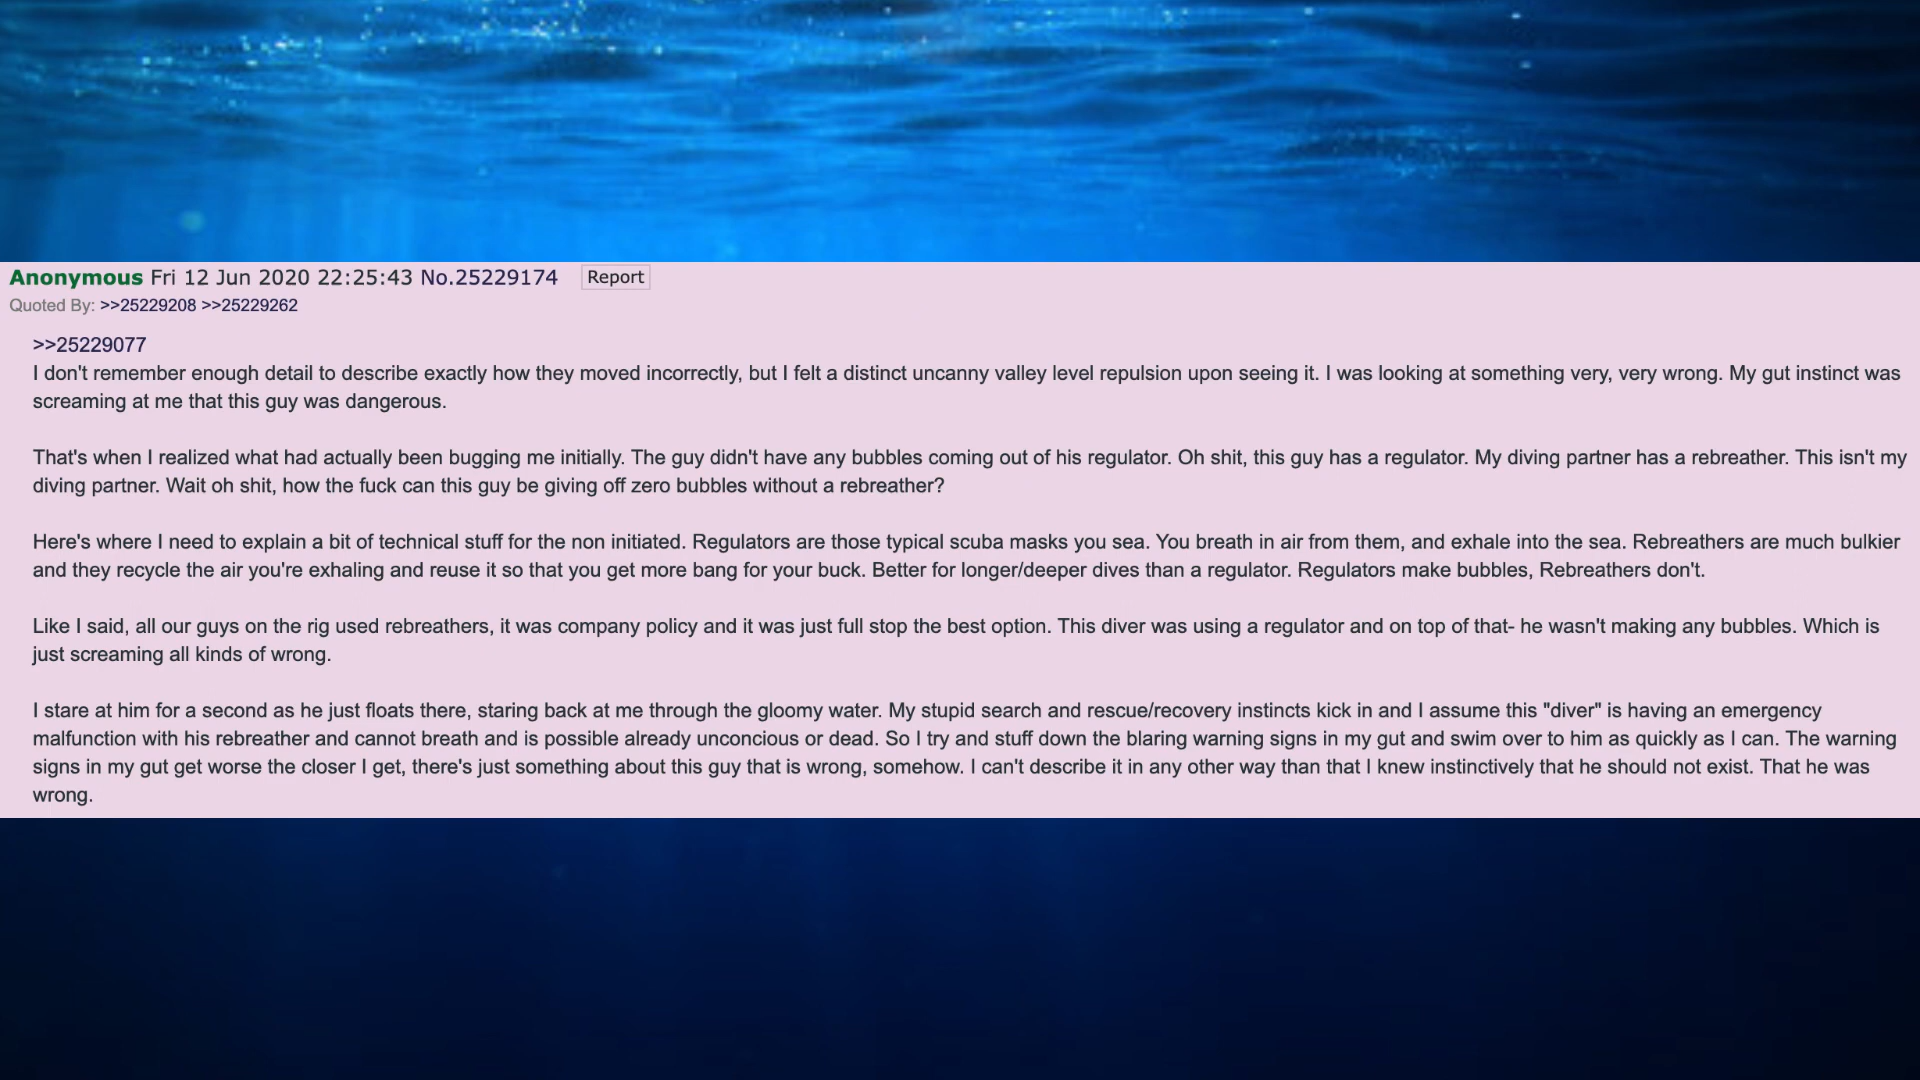 Anonymous Fri 12 Jun 2020 22:25:43 No.25229174 Report
Quoted By: >>25229208 >>25229262
>>25229077
I don't remember enough detail to describe exactly how they moved incorrectly, but I felt a distinct uncanny valley level repulsion upon seeing it. I was looking at something very, very wrong. My gut instinct was
screaming at me that this guy was dangerous.
That's when I realized what had actually been bugging me initially. The guy didn't have any bubbles coming out of his regulator. Oh shit, this guy has a regulator. My diving partner has a rebreather. This isn't my
diving partner. Wait oh shit, how the fuck can this guy be giving off zero bubbles without a rebreather?
Here's where I need to explain a bit of technical stuff for the non initiated. Regulators are those typical scuba masks you sea. You breath in air from them, and exhale into the sea. Rebreathers are much bulkier
and they recycle the air you're exhaling and reuse it so that you get more bang for your buck. Better for longer/deeper dives than a regulator. Regulators make bubbles, Rebreathers don't.
Like I said, all our guys on the rig used rebreathers, it was company policy and it was just full stop the best option. This diver was using a regulator and on top of that- he wasn't making any bubbles. Which is
just screaming all kinds of wrong.
I stare at him for a second as he just floats there, staring back at me through the gloomy water. My stupid search and rescue/recovery instincts kick in and I assume this "diver" is having an emergency
malfunction with his rebreather and cannot breath and is possible already unconcious or dead. So I try and stuff down the blaring warning signs in my gut and swim over to him as quickly as I can. The warning
signs in my gut get worse the closer I get, there's just something about this guy that is wrong, somehow. I can't describe it in any other way than that I knew instinctively that he should not exist. That he was
wrong.